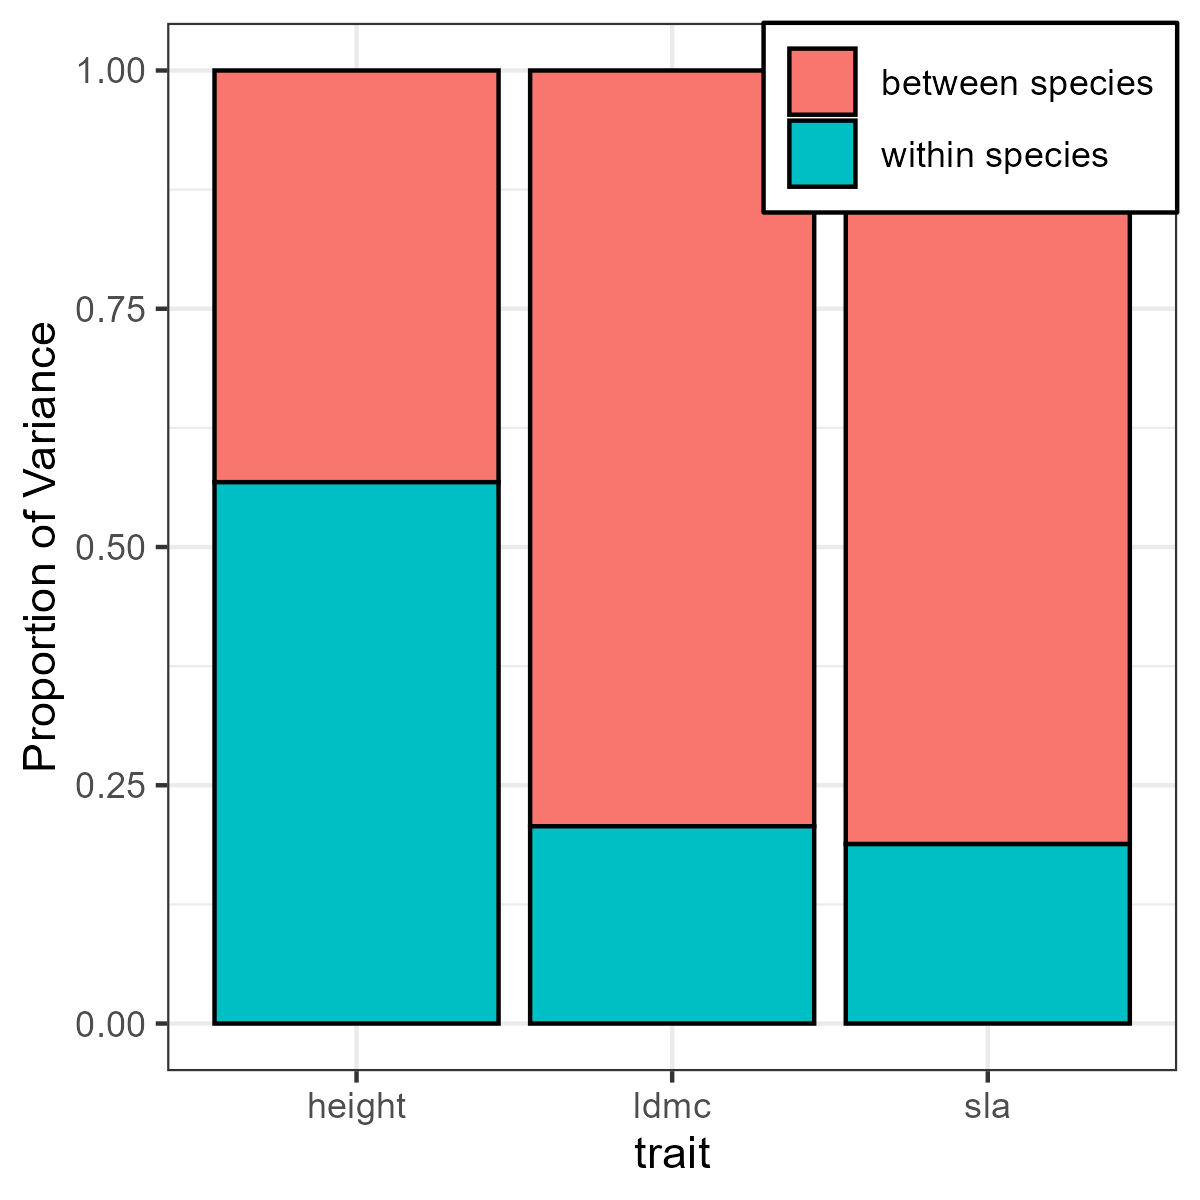 between species
within species
1.00
0.75
0.50
0.25
0.00
Proportion of Variance
height
ldmc
sla
trait